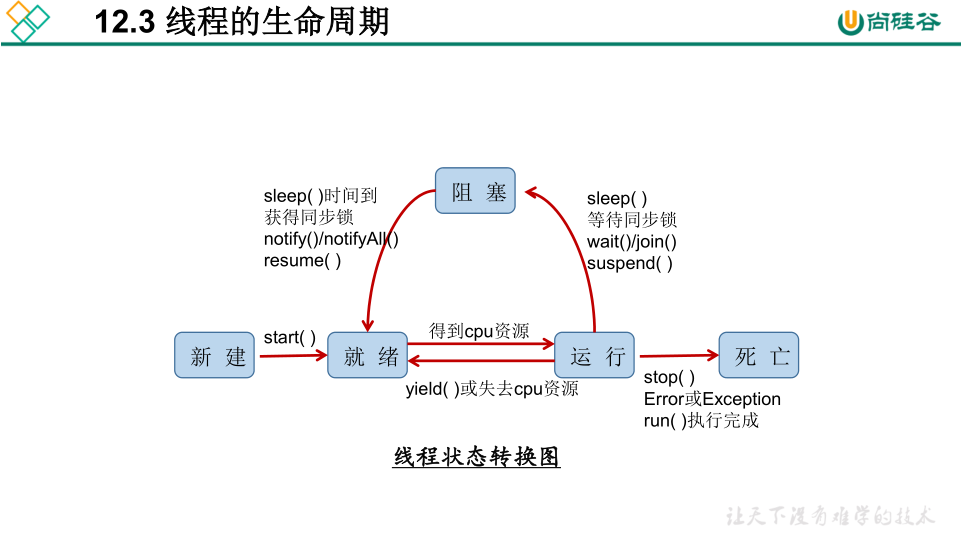 12.3 线程的生命周期
尚硅谷
阻 塞
sleep( )时间到
获得同步锁
notify()/notifyAll()
resume( )
sleep( )
等待同步锁
wait()/join()
suspend( )
新 建
start( )
就 绪
得到cpu资源
yield( )或失去cpu资源
运 行
死 亡
stop( )
Error或Exception
run( )执行完成
线程状态转换图
让天下没有难学的技术